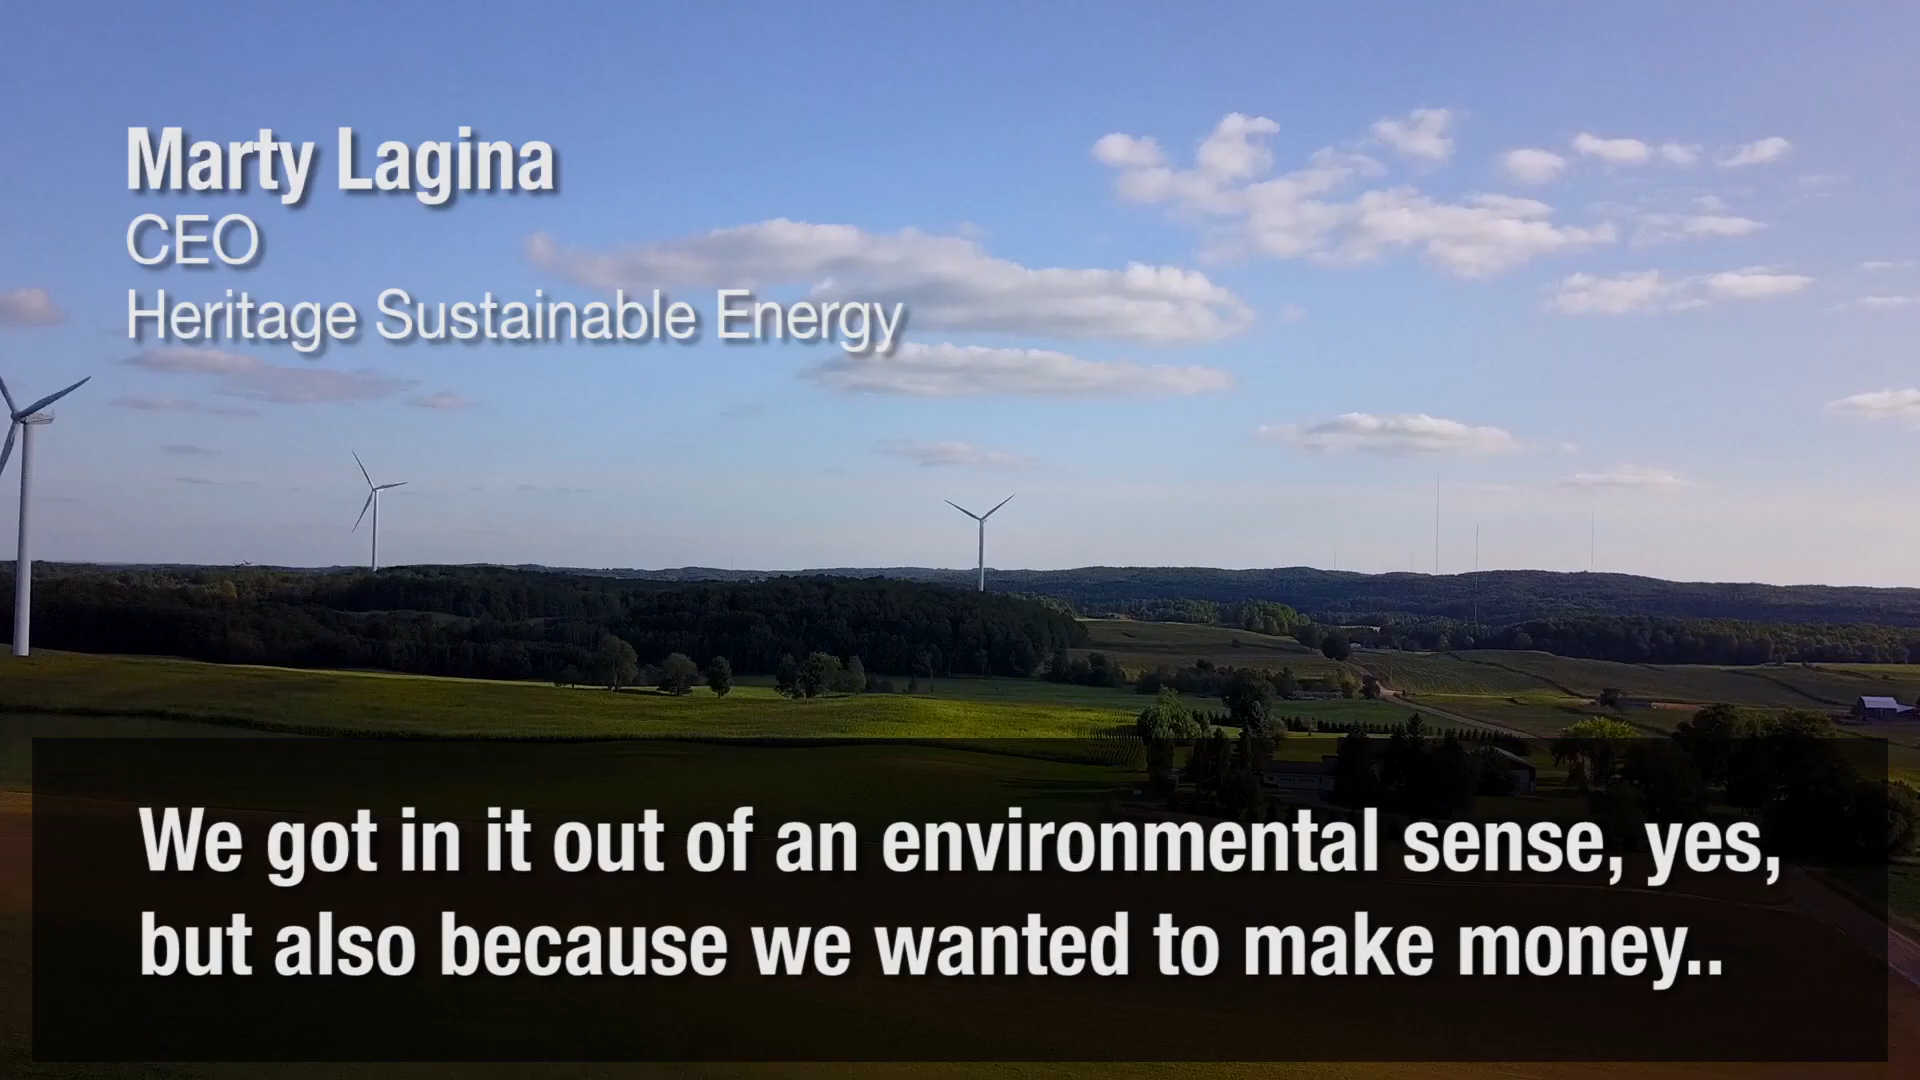 Marty Lagina
CEO
Heritage Sustainable Energy
We got in it out of an environmental sense, yes,
but also because we wanted to make money..